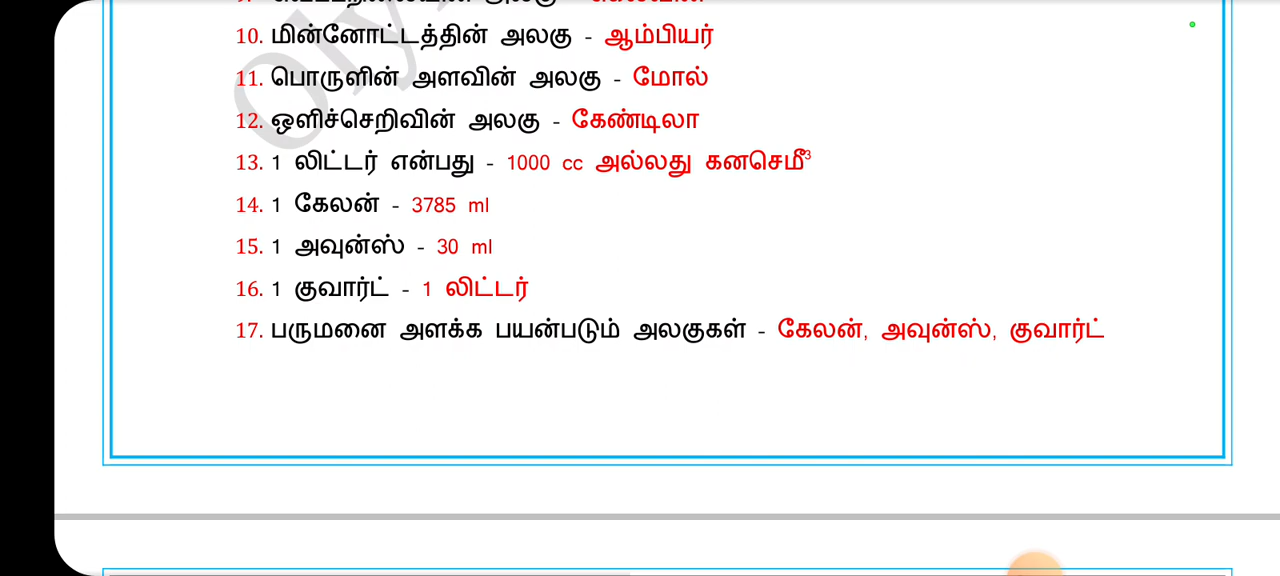 10. மின்னோட்டத்தின் அலகு - ஆம்பியர்
11. பொருளின் அளவின் அலகு - மோல்
12. ஒளிச்செறிவின் அலகு - கேண்டிலா
13. 1 லிட்டர் என்பது - 1000 cc அல்லது கனசெமீ³
14. 1 கேலன் - 3785 ml
15. 1 அவுன்ஸ் - 30 ml
16. 1 குவார்ட் - 1 லிட்டர்
17. பருமனை அளக்க பயன்படும் அலகுகள் - கேலன், அவுன்ஸ், குவார்ட்